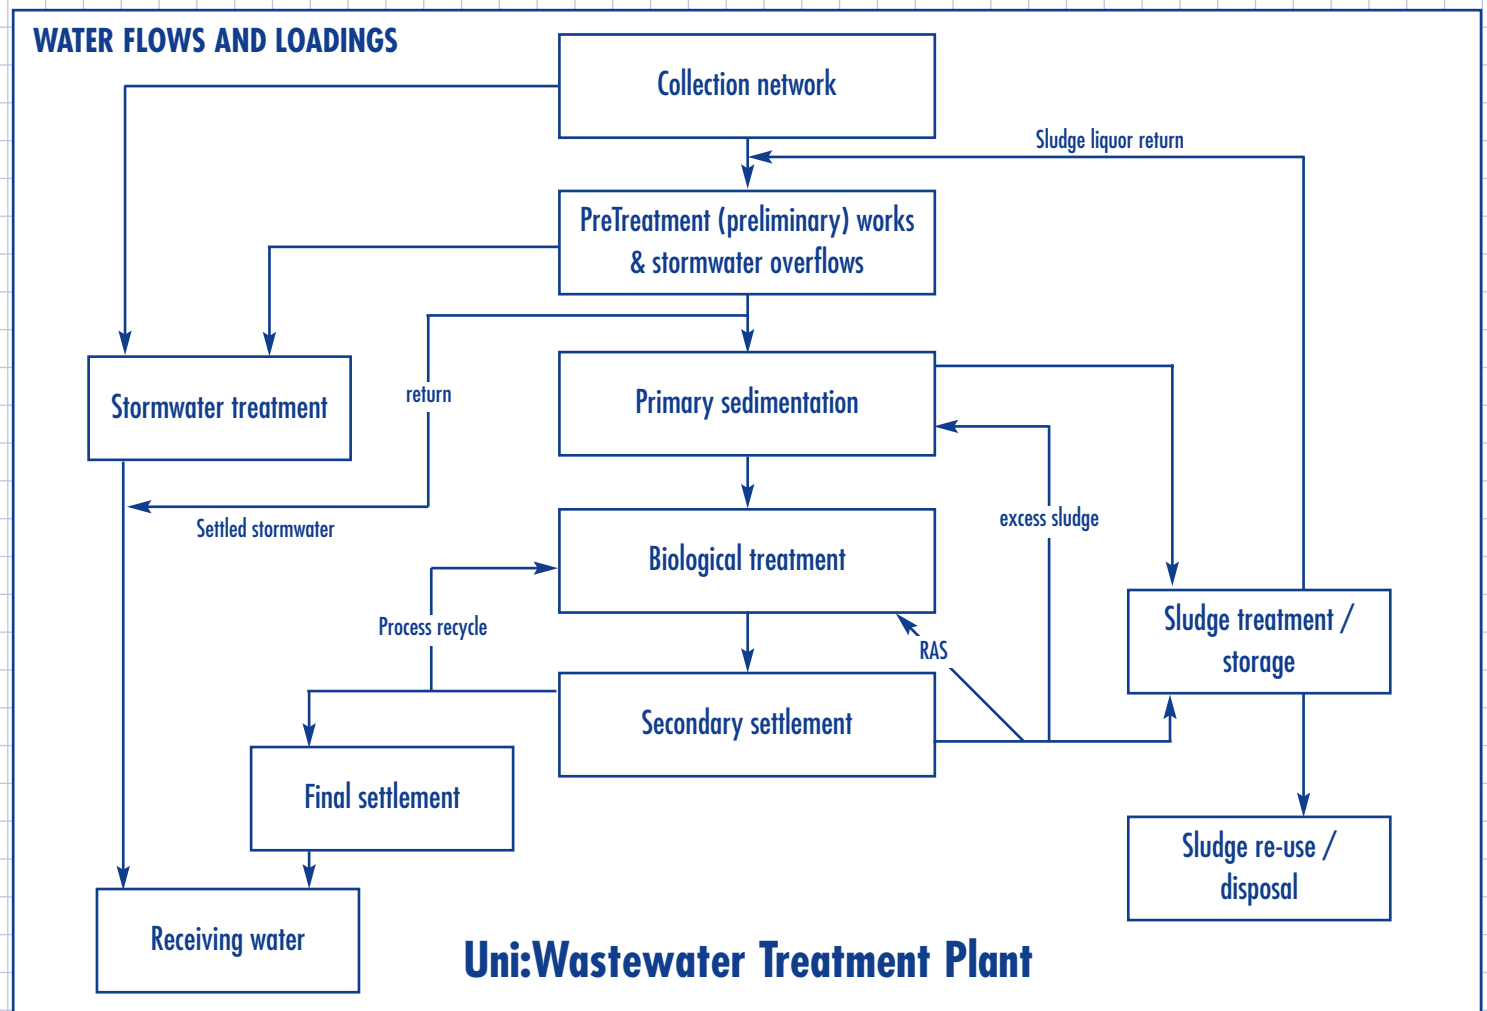 WATER FLOWS AND LOADINGS
Collection network
Sludge liquor return
PreTreatment (preliminary) works
& stormwater overflows
Stormwater treatment
return
Primary sedimentation
Settled stormwater
excess sludge
Biological treatment
Process recycle
RAS
Sludge treatment /
storage
Secondary settlement
Final settlement
Sludge re-use /
disposal
Receiving water
Uni:Wastewater Treatment Plant